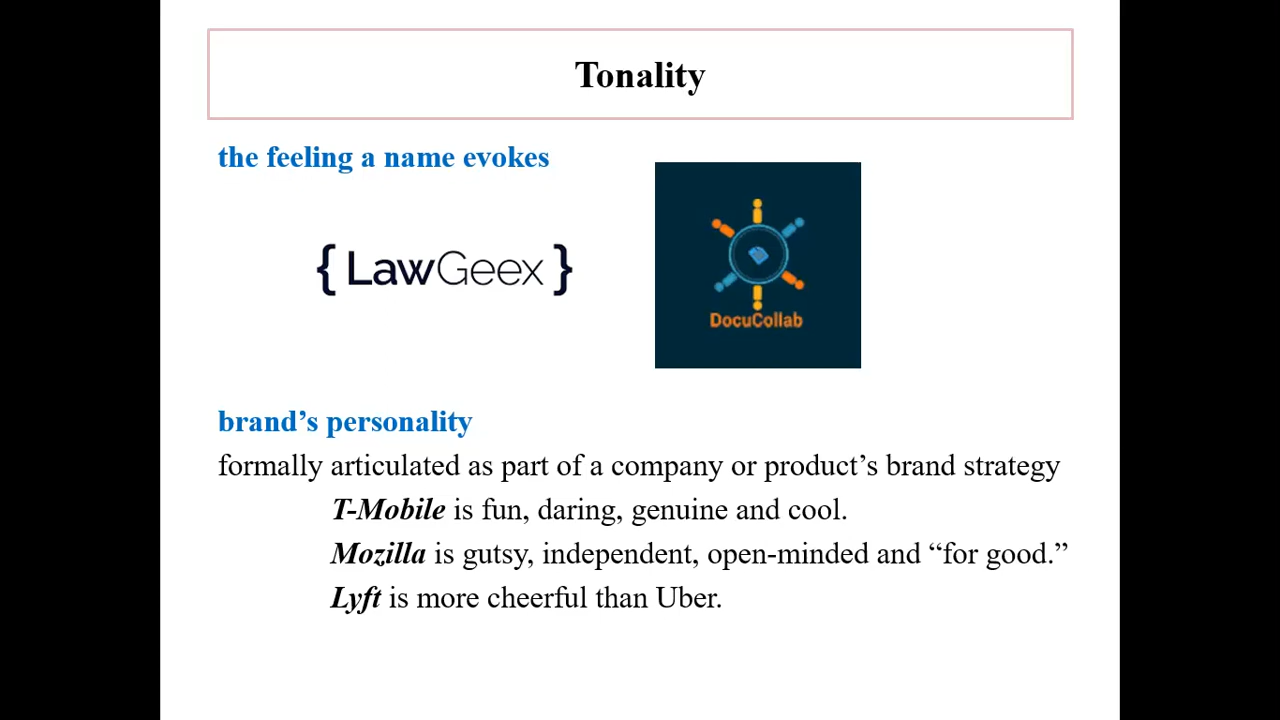 Tonality
the feeling a name evokes
{ LawGeex }
DocuCollab
brand’s personality
formally articulated as part of a company or product’s brand strategy
T-Mobile is fun, daring, genuine and cool.
Mozilla is gutsy, independent, open-minded and “for good.”
Lyft is more cheerful than Uber.